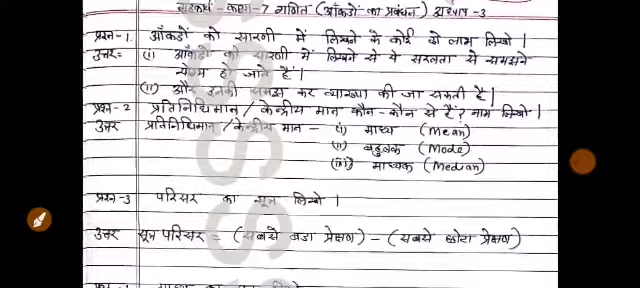 गृहकार्य - कक्षा-7 गणित (आँकडों का प्रबंधन) अध्याय -3
प्रश्न-1. आँकडों को सारणी में लिखने के कोई दो लाभ लिखो।
उत्तर= (i) आँकडों को सारणी में लिखने से ये सरलता से समझने
योग्य हो जाते हैं।
(ii) और उनकी समझ कर व्याख्या की जा सकती है।
प्रश्न-2 प्रतिनिधिमान/केन्द्रीय मान कौन-कौन से हैं? नाम लिखो।
उत्तर प्रतिनिधिमान/केन्द्रीय मान - (i) माध्य (Mean)
(ii) बहुलक (Mode)
(iii) माध्यक (Median)
प्रश्न-3 परिसर का सूत्र लिखो।
उत्तर सूत्र परिसर = (सबसे बडा प्रेक्षण) - (सबसे छोटा प्रेक्षण)